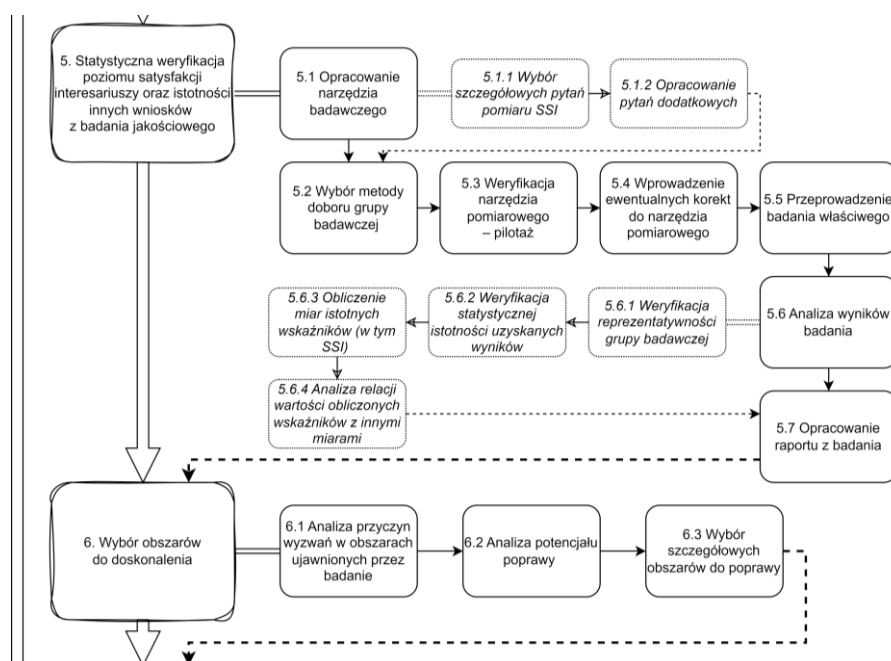 5. Statystyczna weryfikacja
poziomu satysfakcji
interesariuszy oraz istotności
innych wniosków
z badania jakościowego
5.1 Opracowanie
narzędzia
badawczego
5.1.1 Wybór
szczegółowych pytań
pomiaru SSI
5.1.2 Opracowanie
pytań dodatkowych
5.2 Wybór metody
doboru grupy
badawczej
5.3 Weryfikacja
narzędzia
pomiarowego
– pilotaż
5.4 Wprowadzenie
ewentualnych korekt
do narzędzia
pomiarowego
5.5 Przeprowadzenie
badania właściwego
5.6 Analiza wyników
badania
5.6.1 Weryfikacja
reprezentatywności
grupy badawczej
5.6.2 Weryfikacja
statystycznej
istotności uzyskanych
wyników
5.6.3 Obliczenie
miar istotnych
wskaźników (w tym
SSI)
5.6.4 Analiza relacji
wartości obliczonych
wskaźników z innymi
miarami
5.7 Opracowanie
raportu z badania
6. Wybór obszarów
do doskonalenia
6.1 Analiza przyczyn
wyzwań w obszarach
ujawnionych przez
badanie
6.2 Analiza potencjału
poprawy
6.3 Wybór
szczegółowych
obszarów do poprawy